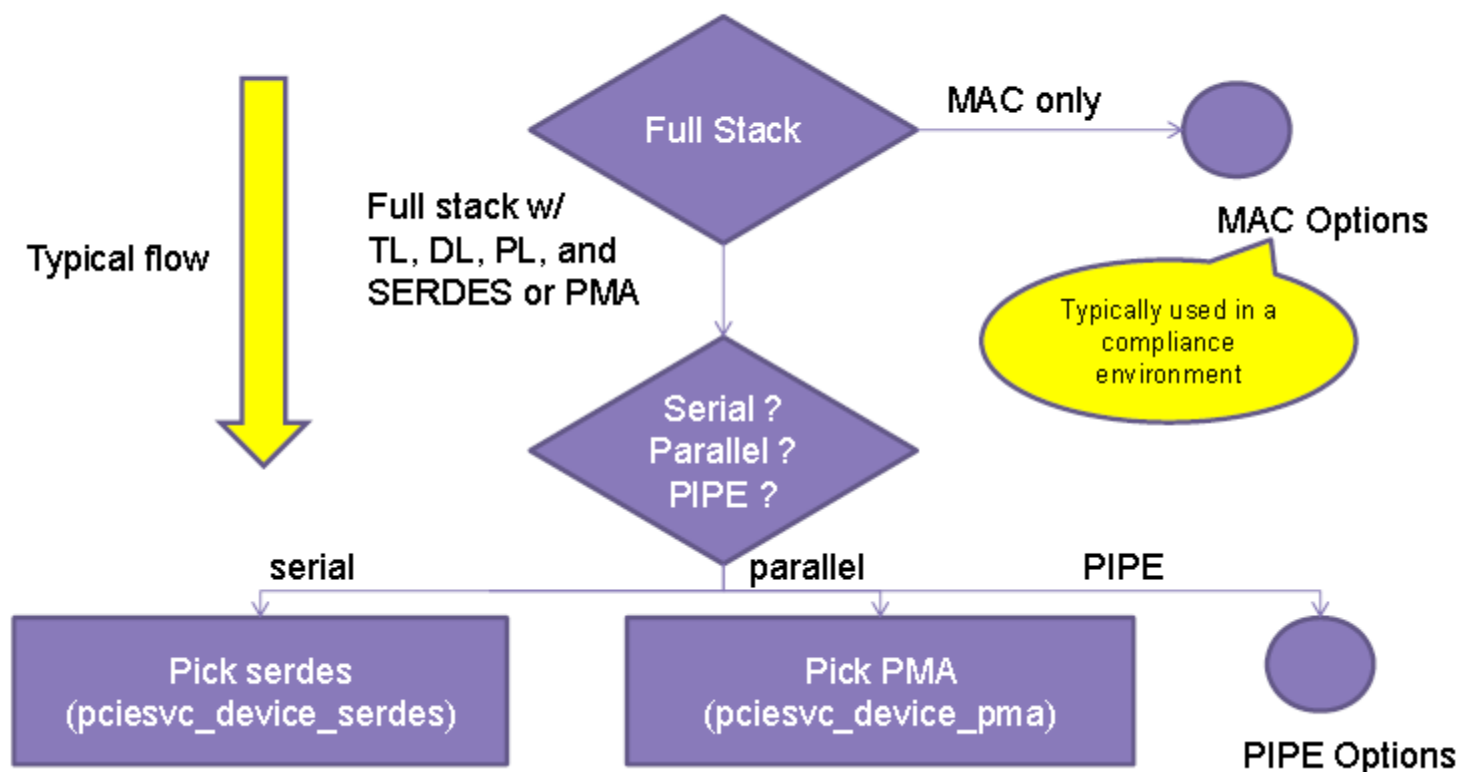 Full Stack
MAC only
MAC Options
Typically used in a
compliance
environment
Typical flow
Full stack w/
TL, DL, PL, and
SERDES or PMA
Serial ?
Parallel ?
PIPE ?
serial
parallel
PIPE
Pick serdes
(pciesvc_device_serdes)
Pick PMA
(pciesvc_device_pma)
PIPE Options